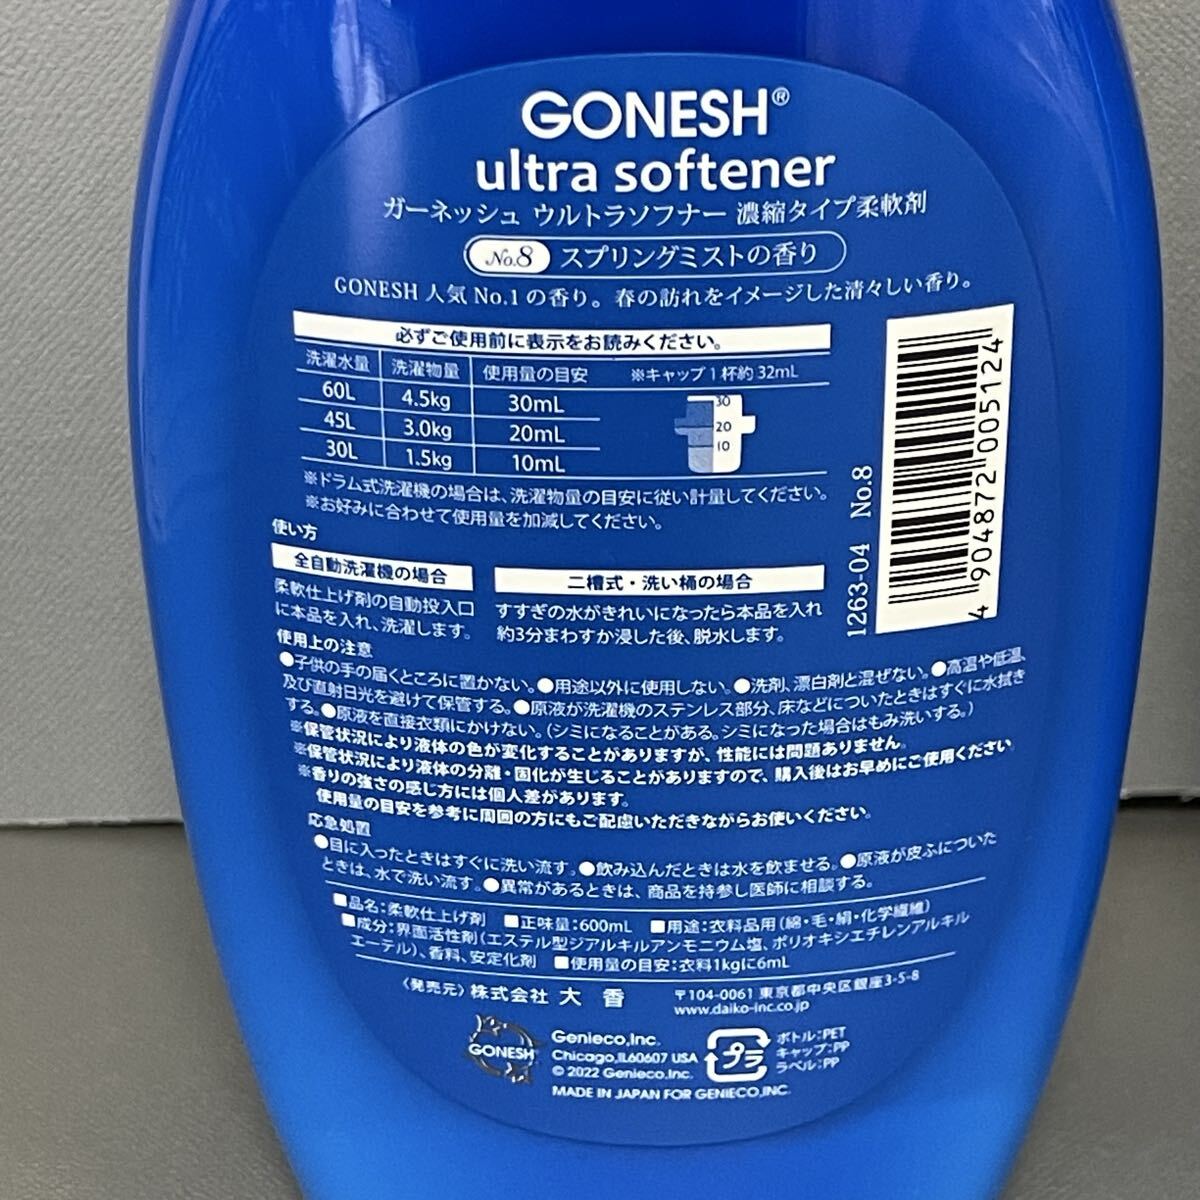 GONESH®
ultra softener
ガーネッシュ ウルトラソフナー 濃縮タイプ柔軟剤
No.8 スプリングミストの香り
GONESH 人気 No.1 の香り。春の訪れをイメージした清々しい香り。
必ずご使用前に表示をお読みください。
洗濯水量 洗濯物量 使用量の目安 ※キャップ1杯約 32mL
60L 4.5kg 30mL
45L 3.0kg 20mL
30L 1.5kg 10mL
30
20
10
※ドラム式洗濯機の場合は、洗濯物量の目安に従い計量してください。
※お好みに合わせて使用量を加減してください。
1263-04 No.8
4 904872 005124
使い方
全自動洗濯機の場合
柔軟仕上げ剤の自動投入口
に本品を入れ、洗濯します。
二槽式・洗い桶の場合
すすぎの水がきれいになったら本品を入れ
約3分まわすか浸した後、脱水します。
使用上の注意
●子供の手の届くところに置かない。●用途以外に使用しない。●洗剤、漂白剤と混ぜない。●高温や低温、
及び直射日光を避けて保管する。●原液が洗濯機のステンレス部分、床などについたときはすぐに水拭き
する。●原液を直接衣類にかけない。(シミになることがある。シミになった場合はもみ洗いする。)
※保管状況により液体の色が変化することがありますが、性能には問題ありません。
※保管状況により液体の分離・固化が生じることがありますので、購入後はお早めにご使用ください
※香りの強さの感じ方には個人差があります。
使用量の目安を参考に周囲の方にもご配慮いただきながらお使いください。
応急処置
●目に入ったときはすぐに洗い流す。●飲み込んだときは水を飲ませる。●原液が皮ふについた
ときは、水で洗い流す。●異常があるときは、商品を持参し医師に相談する。
■品名:柔軟仕上げ剤 ■正味量:600mL ■用途:衣料品用(綿・毛・絹・化学繊維)
■成分:界面活性剤(エステル型ジアルキルアンモニウム塩、ポリオキシエチレンアルキル
エーテル)、香料、安定化剤 ■使用量の目安:衣料1kgに6mL
〈発売元〉株式会社 大香 〒104-0061 東京都中央区銀座3-5-8
www.daiko-inc.co.jp
GONESH
Genieco,Inc.
Chicago,IL60607 USA
© 2022 Genieco,Inc.
MADE IN JAPAN FOR GENIECO,INC.
プラ
ボトル:PET
キャップ:PP
ラベル:PP